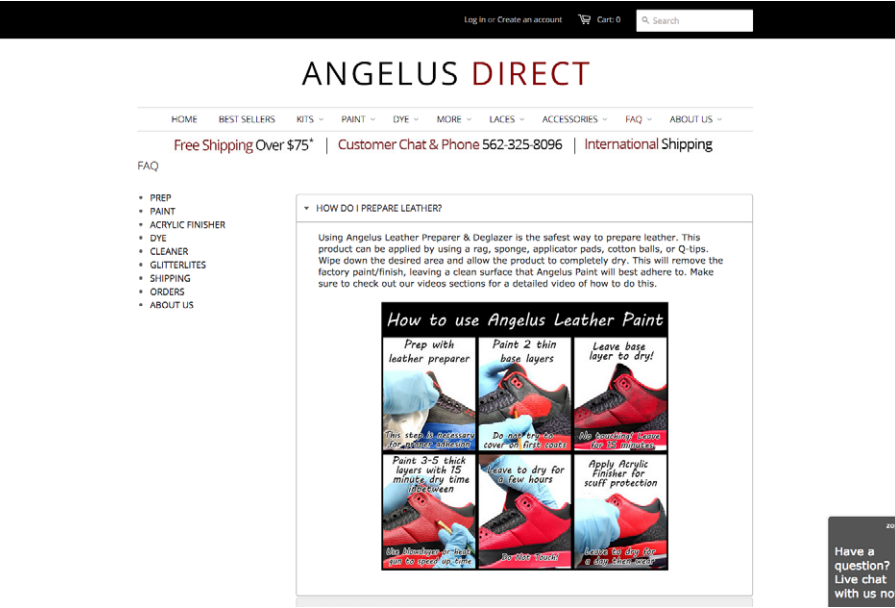 Log in or Create an account Cart: 0 Search
ANGELUS DIRECT
HOME BEST SELLERS KITS PAINT DYE MORE LACES ACCESSORIES FAQ ABOUT US
Free Shipping Over $75* | Customer Chat & Phone 562-325-8096 | International Shipping
FAQ
PREP
PAINT
ACRYLIC FINISHER
DYE
CLEANER
GLITTERLITES
SHIPPING
ORDERS
ABOUT US
HOW DO I PREPARE LEATHER?
Using Angelus Leather Preparer & Deglazer is the safest way to prepare leather. This
product can be applied by using a rag, sponge, applicator pads, cotton balls, or Q-tips.
Wipe down the desired area and allow the product to completely dry. This will remove the
factory paint/finish, leaving a clean surface that Angelus Paint will best adhere to. Make
sure to check out our videos sections for a detailed video of how to do this.
How to use Angelus Leather Paint
Prep with
leather preparer
This step is necessary
for proper adhesion
Paint 2 thin
base layers
Do not try to
cover on first coats
Leave base
layer to dry!
No touching! Leave
for 15 minutes
Paint 3-5 thick
layers with 15
minute dry time
inbetween
Use blowdryer or heat
gun to speed up time
Leave to dry for
a few hours
Do Not Touch!
Apply Acrylic
Finisher for
scuff protection
Leave to dry for
a day then wear
zo
Have a
question?
Live chat
with us no